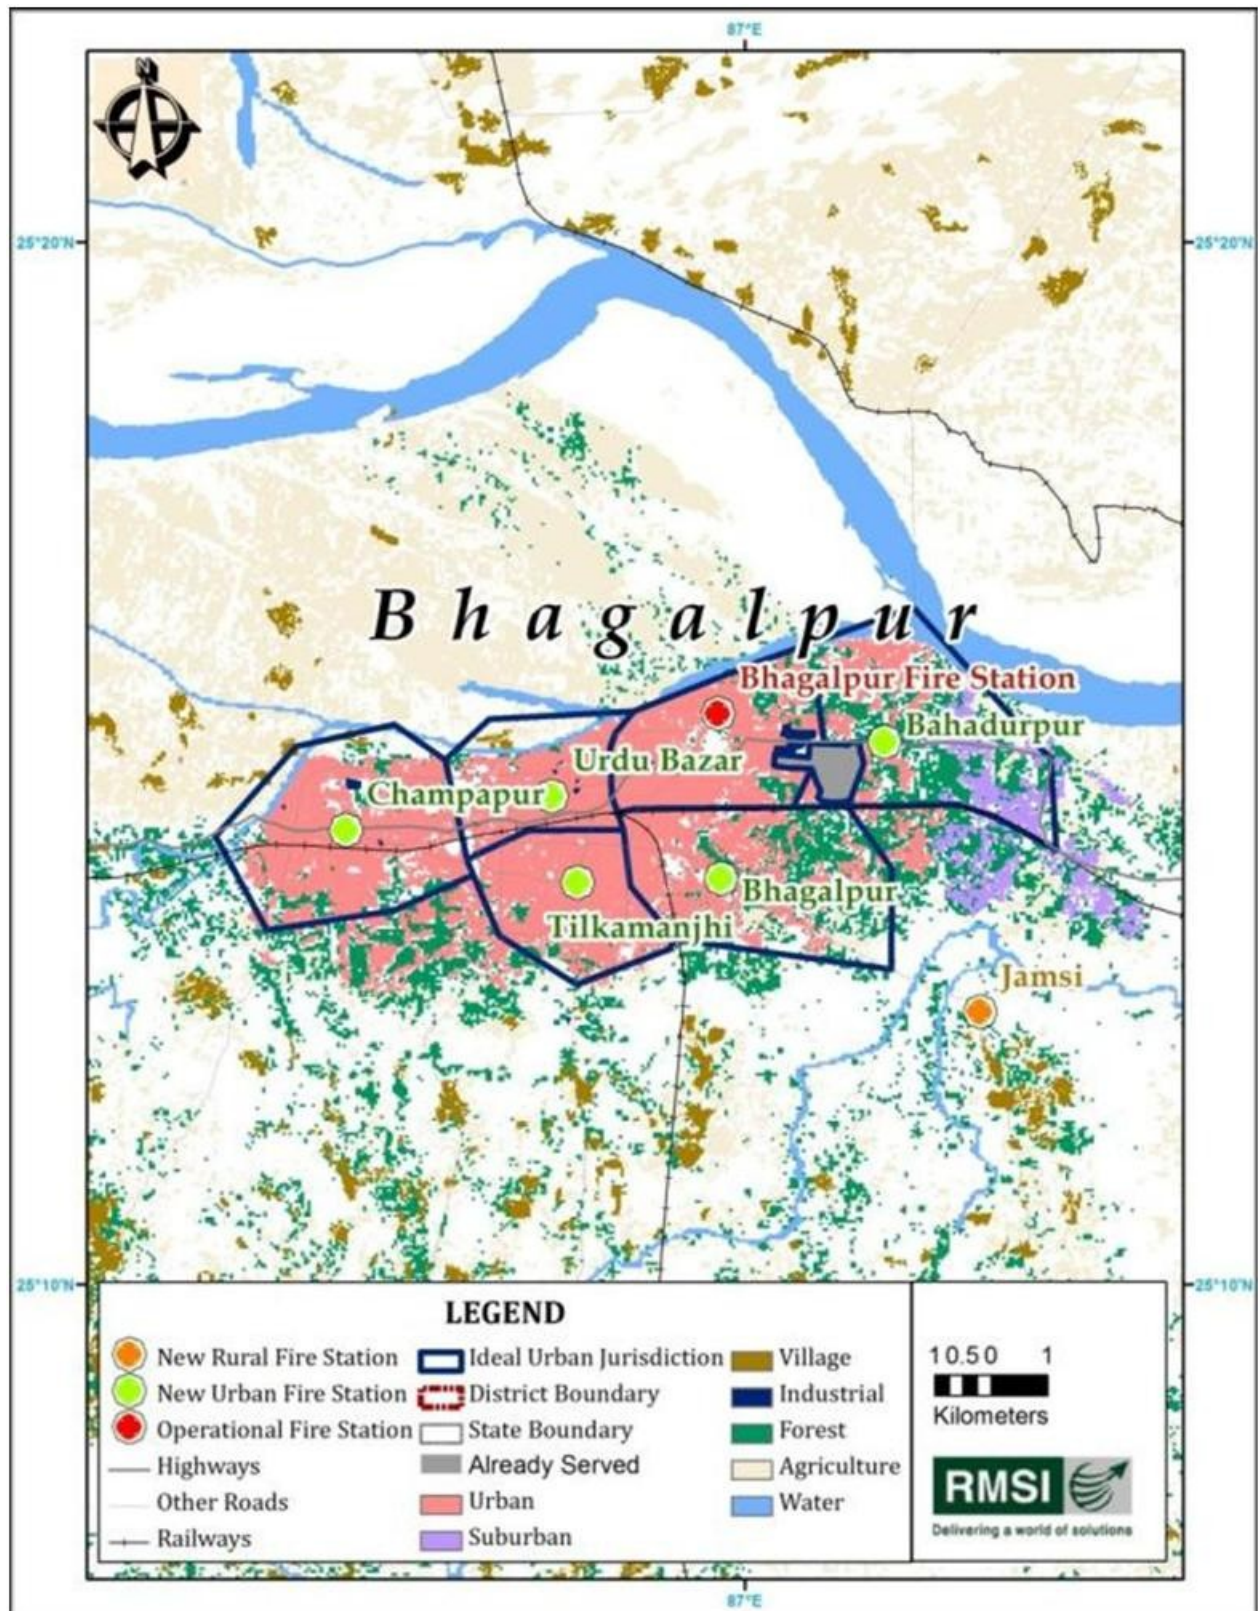 87°E
N
25°20'N
25°20'N
Bhagalpur
Bhagalpur Fire Station
Bahadurpur
Urdu Bazar
Champapur
Bhagalpur
Tilkamanjhi
Jamsi
25°10'N
25°10'N
LEGEND
New Rural Fire Station
New Urban Fire Station
Operational Fire Station
Highways
Other Roads
Railways
Ideal Urban Jurisdiction
District Boundary
State Boundary
Already Served
Urban
Suburban
Village
Industrial
Forest
Agriculture
Water
1 0.5 0 1
Kilometers
RMSI
Delivering a world of solutions
87°E